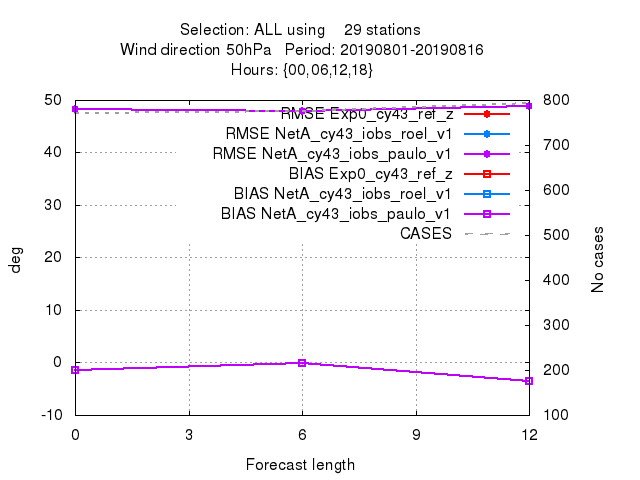 Selection: ALL using    29 stations
Wind direction 50hPa   Period: 20190801-20190816
Hours: {00,06,12,18}
50 800
RMSE Exp0_cy43_ref_z
RMSE NetA_cy43_iobs_roel_v1
40 700
RMSE NetA_cy43_iobs_paulo_v1
BIAS Exp0_cy43_ref_z
600
BIAS NetA_cy43_iobs_roel_v1
30
BIAS NetA_cy43_iobs_paulo_v1
CASES 500
20
deg
No cases
400
10
300
0
200
-10 100
0 3 6 9 12
Forecast length